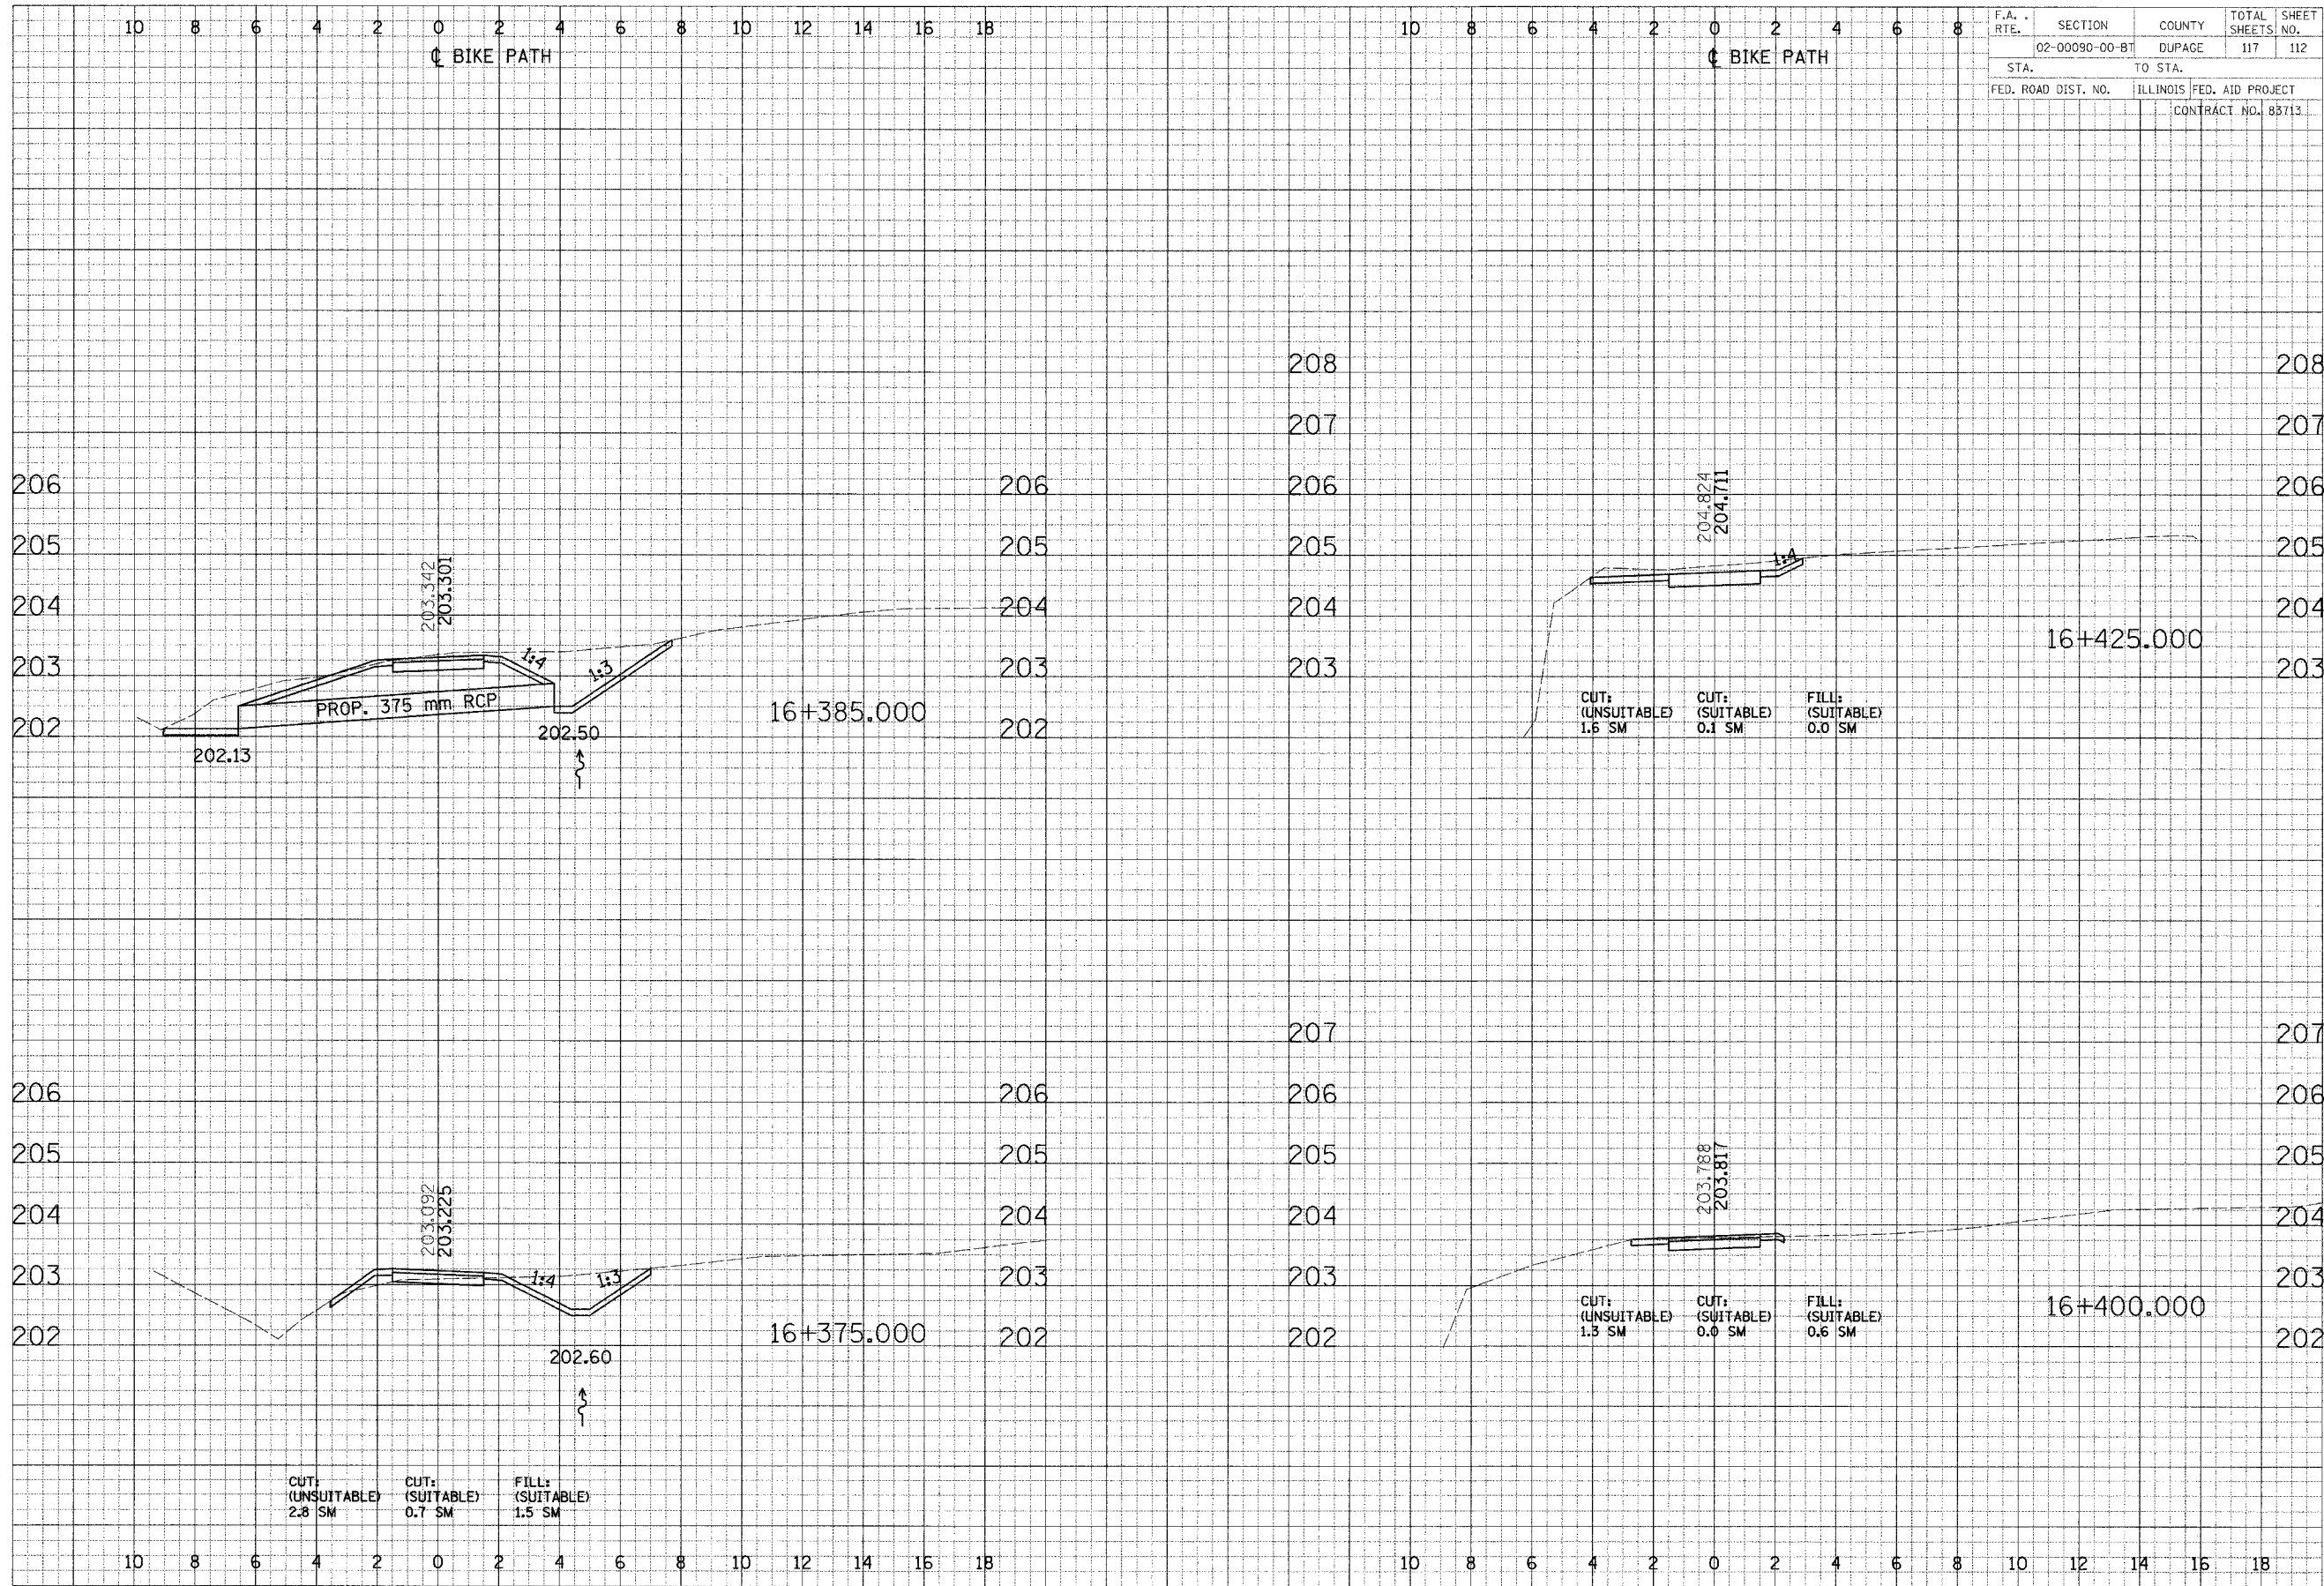 10 8 6 4 2 0 2 4 6 8 10 12 14 16 18
℄ BIKE PATH
206 206
205 205
204 204
203 203
202 202
203.342
203.301
1:4
1:3
PROP. 375 mm RCP
202.13
202.50
16+385.000
206 206
205 205
204 204
203 203
202 202
203.092
203.225
1:4
1:3
202.60
16+375.000
CUT: CUT: FILL:
(UNSUITABLE) (SUITABLE) (SUITABLE)
2.8 SM 0.7 SM 1.5 SM
10 8 6 4 2 0 2 4 6 8 10 12 14 16 18
10 8 6 4 2 0 2 4 6 8
℄ BIKE PATH
F.A. RTE. SECTION COUNTY TOTAL SHEETS SHEET NO.
02-00090-00-BT DUPAGE 117 112
STA. TO STA.
FED. ROAD DIST. NO. ILLINOIS FED. AID PROJECT
CONTRACT NO. 83713
208 208
207 207
206 206
205 205
204 204
203 203
204.824
204.711
1:4
16+425.000
CUT: CUT: FILL:
(UNSUITABLE) (SUITABLE) (SUITABLE)
1.6 SM 0.1 SM 0.0 SM
207 207
206 206
205 205
204 204
203 203
202 202
203.788
203.817
16+400.000
CUT: CUT: FILL:
(UNSUITABLE) (SUITABLE) (SUITABLE)
1.3 SM 0.0 SM 0.6 SM
10 8 6 4 2 0 2 4 6 8 10 12 14 16 18